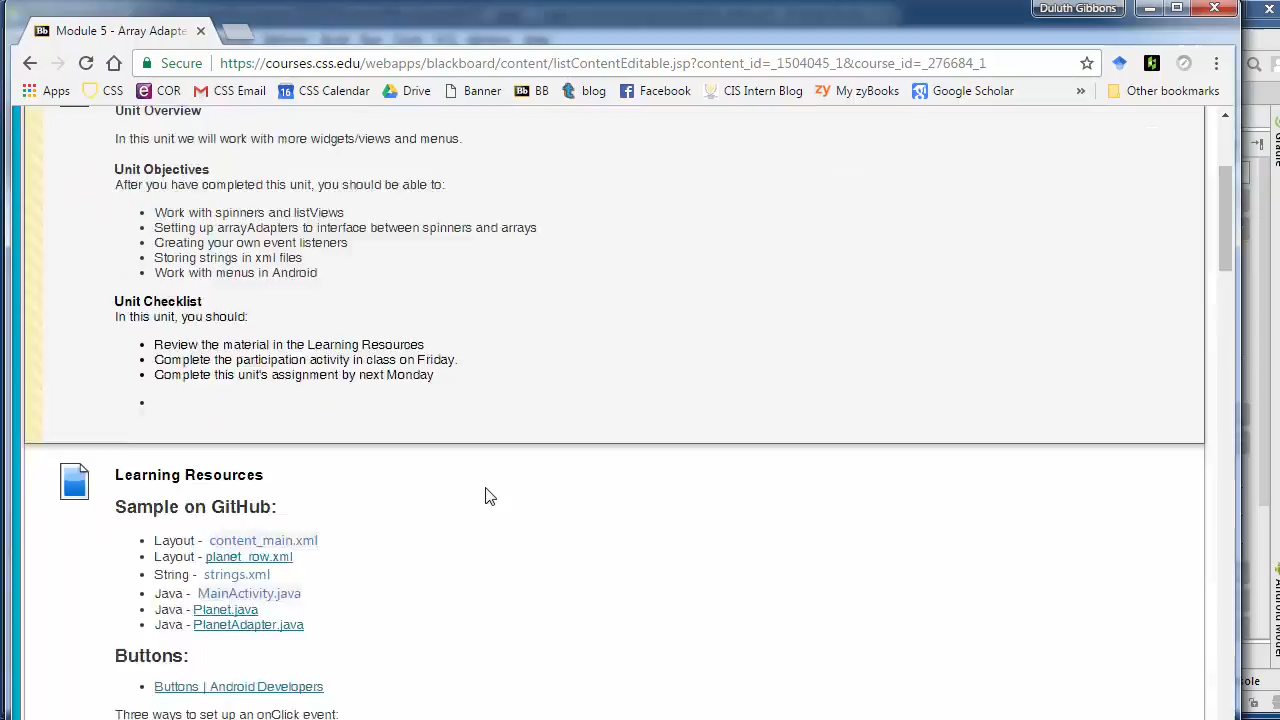 Duluth Gibbons
Bb Module 5 - Array Adapte
Secure https://courses.css.edu/webapps/blackboard/content/listContentEditable.jsp?content_id=_1504045_1&course_id=_276684_1
Apps CSS COR CSS Email 16 CSS Calendar Drive Banner Bb BB blog Facebook CS Intern Blog zy My zyBooks Google Scholar » Other bookmarks
Unit Overview
In this unit we will work with more widgets/views and menus.
Unit Objectives
After you have completed this unit, you should be able to:
• Work with spinners and listViews
• Setting up arrayAdapters to interface between spinners and arrays
• Creating your own event listeners
• Storing strings in xml files
• Work with menus in Android
Unit Checklist
In this unit, you should:
• Review the material in the Learning Resources
• Complete the participation activity in class on Friday.
• Complete this unit's assignment by next Monday
•
Learning Resources
Sample on GitHub:
• Layout - content_main.xml
• Layout - planet_row.xml
• String - strings.xml
• Java - MainActivity.java
• Java - Planet.java
• Java - PlanetAdapter.java
Buttons:
• Buttons | Android Developers
Three ways to set up an onClick event: